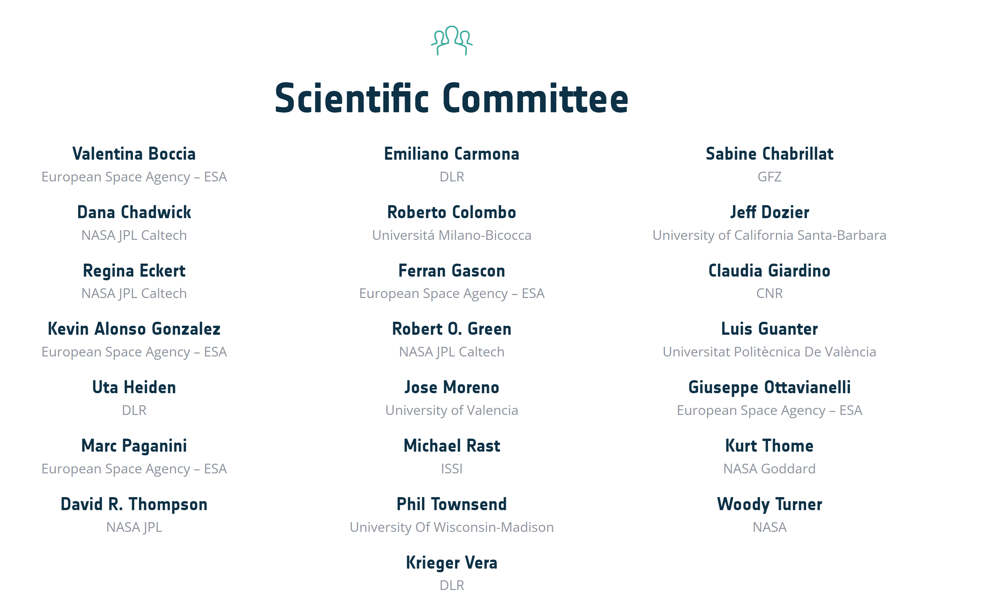 Scientific Committee
Valentina Boccia
European Space Agency – ESA
Emiliano Carmona
DLR
Sabine Chabrillat
GFZ
Dana Chadwick
NASA JPL Caltech
Roberto Colombo
Universitá Milano-Bicocca
Jeff Dozier
University of California Santa-Barbara
Regina Eckert
NASA JPL Caltech
Ferran Gascon
European Space Agency – ESA
Claudia Giardino
CNR
Kevin Alonso Gonzalez
European Space Agency – ESA
Robert O. Green
NASA JPL Caltech
Luis Guanter
Universitat Politècnica De València
Uta Heiden
DLR
Jose Moreno
University of Valencia
Giuseppe Ottavianelli
European Space Agency – ESA
Marc Paganini
European Space Agency – ESA
Michael Rast
ISSI
Kurt Thome
NASA Goddard
David R. Thompson
NASA JPL
Phil Townsend
University Of Wisconsin-Madison
Woody Turner
NASA
Krieger Vera
DLR